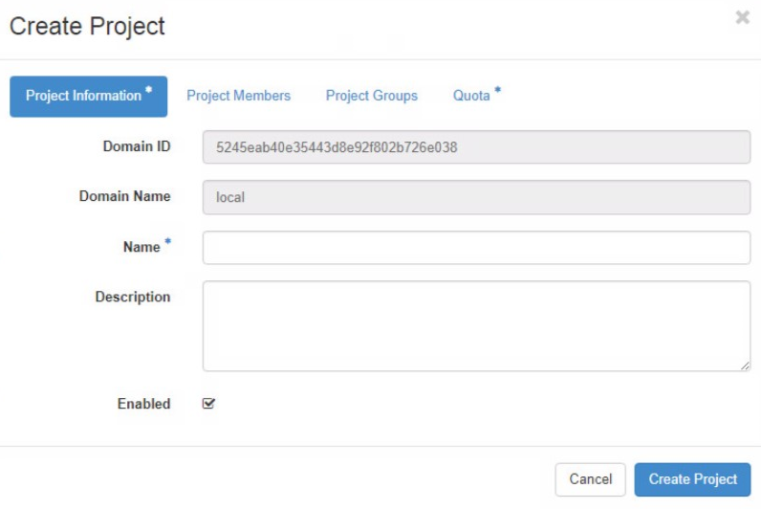 Create Project
×
Project Information * Project Members Project Groups Quota *
Domain ID 5245eab40e35443d8e92f802b726e038
Domain Name local
Name *
Description
Enabled
Cancel Create Project